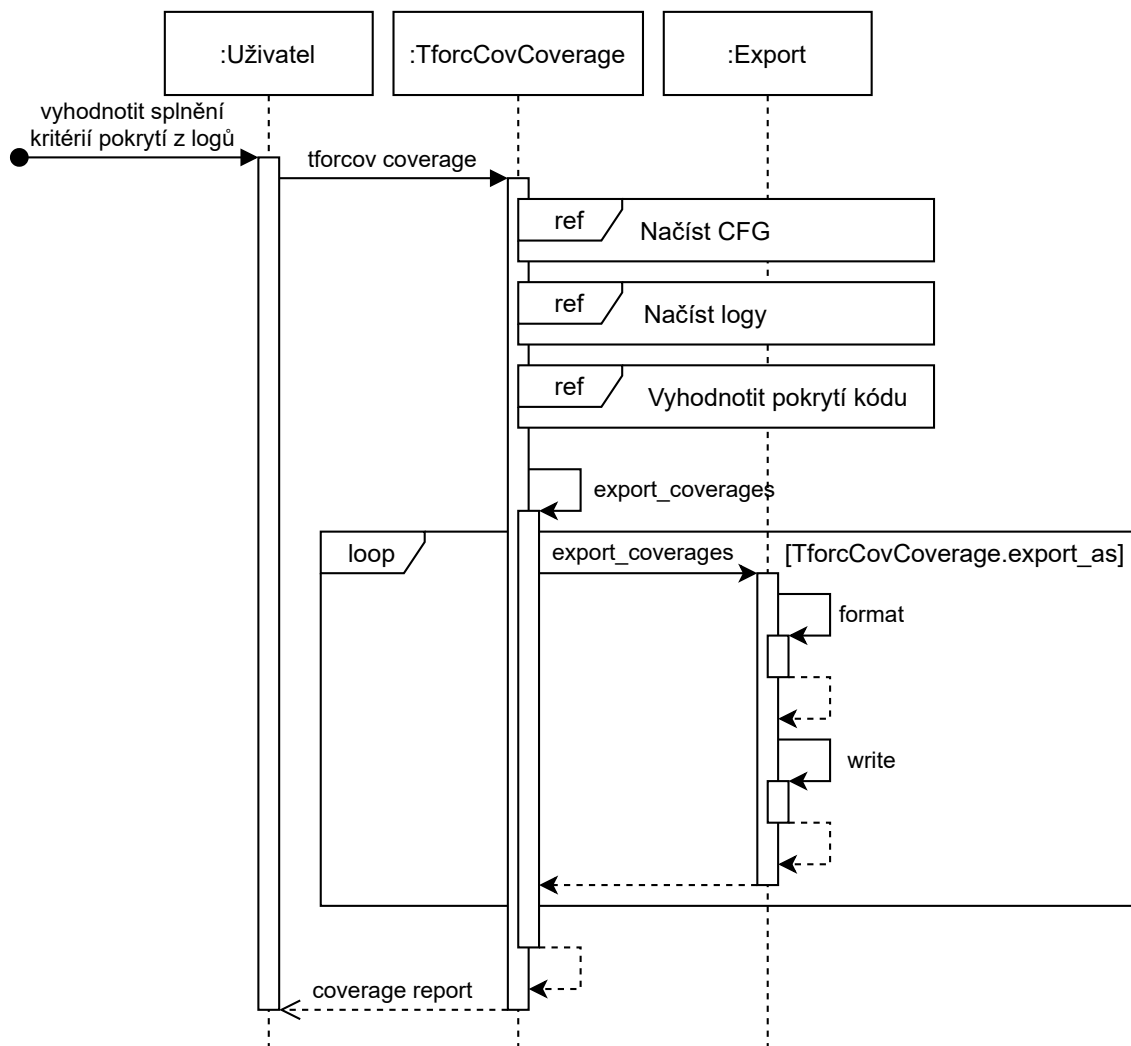 :Uživatel
:TforcCovCoverage
:Export
vyhodnotit splnění
kritérií pokrytí z logů
tforcov coverage
ref
Načíst CFG
ref
Načíst logy
ref
Vyhodnotit pokrytí kódu
export_coverages
loop
export_coverages
[TforcCovCoverage.export_as]
format
write
coverage report